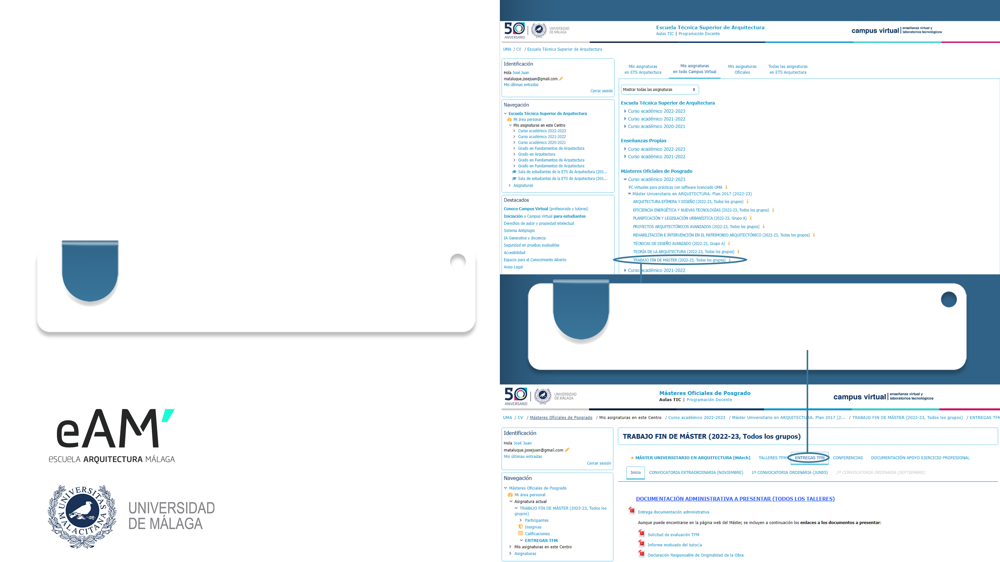 50
ANIVERSARIO
UNIVERSIDAD
DE MÁLAGA
Escuela Técnica Superior de Arquitectura
Aulas TIC | Programación Docente
campus virtual | enseñanza virtual y
laboratorios tecnológicos
UMA / CV / Escuela Técnica Superior de Arquitectura
Identificación
Hola José Juan
mataluque.josejuan@gmail.com
Mis últimas entradas
Cerrar sesión
Navegación
Escuela Técnica Superior de Arquitectura
Mi área personal
Mis asignaturas en este Centro
Curso académico 2022-2023
Curso académico 2021-2022
Curso académico 2020-2021
Grado en Fundamentos de Arquitectura
Grado en Arquitectura
Grado en Fundamentos de Arquitectura
Grado en Fundamentos de Arquitectura
Sala de estudiantes de la ETS de Arquitectura (201...
Sala de estudiantes de la ETS de Arquitectura (201...
Asignaturas
Destacados
Conoce Campus Virtual (profesorado y tutores)
Iniciación a Campus Virtual para estudiantes
Derechos de autor y propiedad intelectual
Sistema Antiplagio
IA Generativa y docencia
Seguridad en pruebas evaluables
Accesibilidad
Espacio para el Conocimiento Abierto
Aviso Legal
Mis asignaturas
en ETS Arquitectura
Mis asignaturas
en todo Campus Virtual
Mis asignaturas
Oficiales
Todas las asignaturas
en ETS Arquitectura
Mostrar todas las asignaturas
Escuela Técnica Superior de Arquitectura
Curso académico 2022-2023
Curso académico 2021-2022
Curso académico 2020-2021
Enseñanzas Propias
Curso académico 2022-2023
Curso académico 2021-2022
Másteres Oficiales de Posgrado
Curso académico 2022-2023
PC virtuales para prácticas con software licenciado UMA
Máster Universitario en ARQUITECTURA. Plan 2017 (2022-23)
ARQUITECTURA EFÍMERA Y DISEÑO (2022-23, Todos los grupos)
EFICIENCIA ENERGÉTICA Y NUEVAS TECNOLOGÍAS (2022-23, Todos los grupos)
PLANIFICACIÓN Y LEGISLACIÓN URBANÍSTICA (2022-23, Grupo A)
PROYECTOS ARQUITECTÓNICOS AVANZADOS (2022-23, Todos los grupos)
REHABILITACIÓN E INTERVENCIÓN EN EL PATRIMONIO ARQUITECTÓNICO (2022-23, Todos los grupos)
TÉCNICAS DE DISEÑO AVANZADO (2022-23, Grupo A)
TEORÍA DE LA ARQUITECTURA (2022-23, Todos los grupos)
TRABAJO FIN DE MÁSTER (2022-23, Todos los grupos)
Curso académico 2021-2022
eAM'
eSCUELA ARQUITECTURA MÁLAGA
UNIVERSITAS
MALACITANA
UNIVERSIDAD
DE MÁLAGA
50
ANIVERSARIO
UNIVERSIDAD
DE MÁLAGA
Másteres Oficiales de Posgrado
Aulas TIC | Programación Docente
campus virtual | enseñanza virtual y
laboratorios tecnológicos
UMA / CV / Másteres Oficiales de Posgrado / Mis asignaturas en este Centro / Curso académico 2022-2023 / Máster Universitario en ARQUITECTURA. Plan 2017 (2... / TRABAJO FIN DE MÁSTER (2022-23, Todos los grupos) / ENTREGAS TFM
Identificación
Hola José Juan
mataluque.josejuan@gmail.com
Mis últimas entradas
Cerrar sesión
Navegación
Másteres Oficiales de Posgrado
Mi área personal
Asignatura actual
TRABAJO FIN DE MÁSTER (2022-23, Todos los
grupos)
Participantes
Insignias
Calificaciones
ENTREGAS TFM
Mis asignaturas en este Centro
Asignaturas
TRABAJO FIN DE MÁSTER (2022-23, Todos los grupos)
MÁSTER UNIVERSITARIO EN ARQUITECTURA [MArch] TALLERES TFM ENTREGAS TFM CONFERENCIAS DOCUMENTACIÓN APOYO EJERCICIO PROFESIONAL
Inicio CONVOCATORIA EXTRAORDINARIA (NOVIEMBRE) 1ª CONVOCATORIA ORDINARIA (JUNIO) 2ª CONVOCATORIA ORDINARIA (SEPTIEMBRE)
DOCUMENTACIÓN ADMINISTRATIVA A PRESENTAR (TODOS LOS TALLERES)
Entrega documentación administrativa
Aunque puede encontrarse en la página web del Máster, se incluyen a continuación los enlaces a los documentos a presentar:
Solicitud de evaluación TFM
Informe motivado del tutor/a
Declaración Responsable de Originalidad de la Obra